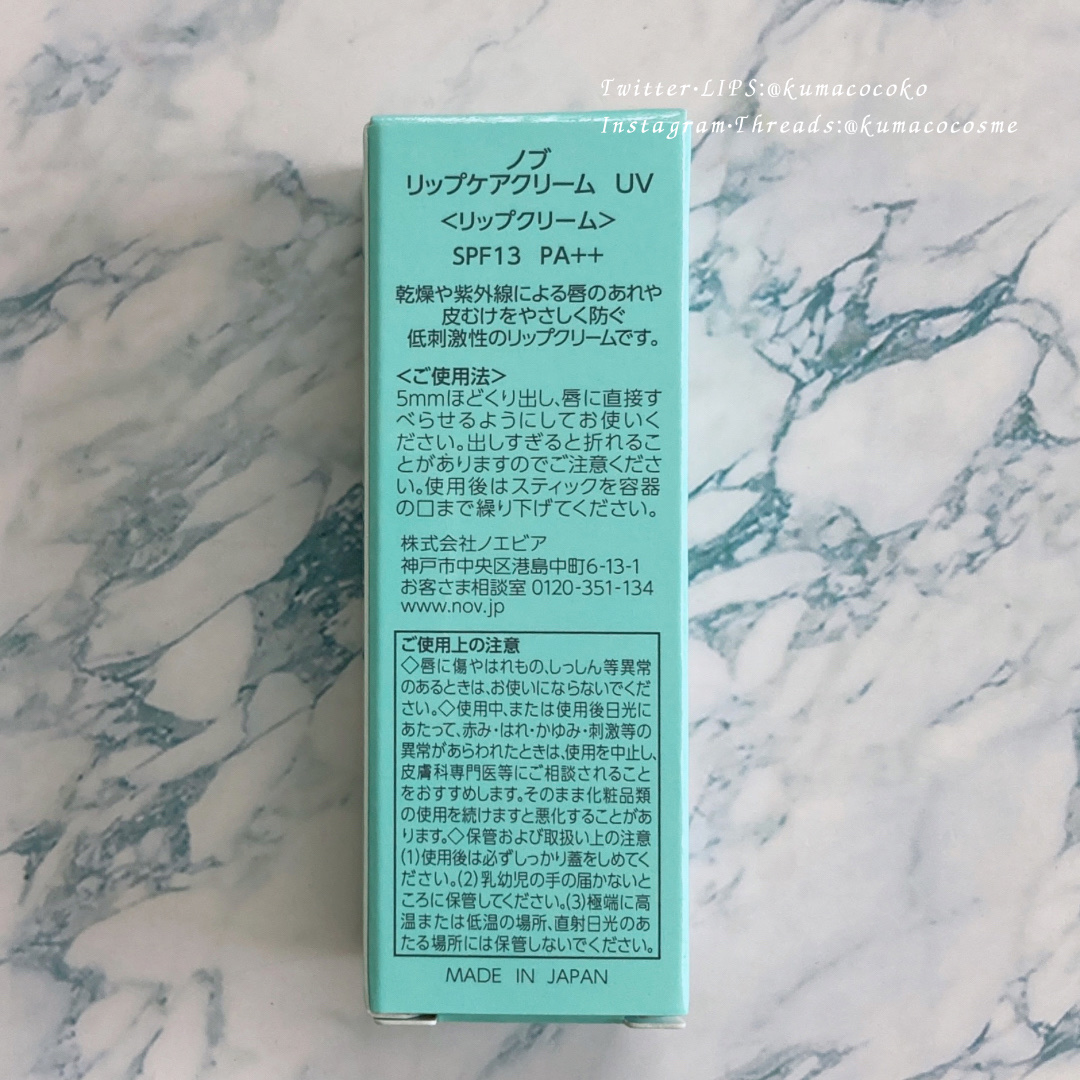 Twitter·LIPS:@kumacocoko
Instagram·Threads:@kumacocosme
ノブ
リップケアクリーム UV
<リップクリーム>
SPF13 PA++
乾燥や紫外線による唇のあれや
皮むけをやさしく防ぐ
低刺激性のリップクリームです。
<ご使用法>
5mmほどくり出し、唇に直接す
べらせるようにしてお使いく
ださい。出しすぎると折れるこ
とがありますのでご注意くださ
い。使用後はスティックを容器
の口まで繰り下げてください。
株式会社ノエビア
神戸市中央区港島中町6-13-1
お客さま相談室 0120-351-134
www.nov.jp
ご使用上の注意
◇唇に傷やはれもの、しっしん等異常
のあるときは、お使いにならないでくだ
さい。◇使用中、または使用後日光に
あたって、赤み・はれ・かゆみ・刺激等の
異常があらわれたときは、使用を中止し、
皮膚科専門医等にご相談されること
をおすすめします。そのまま化粧品類
の使用を続けますと悪化することがあ
ります。◇保管および取扱い上の注意
(1)使用後は必ずしっかり蓋をしめてく
ださい。(2)乳幼児の手の届かないと
ころに保管してください。(3)極端に高
温または低温の場所、直射日光のあ
たる場所には保管しないでください。
MADE IN JAPAN